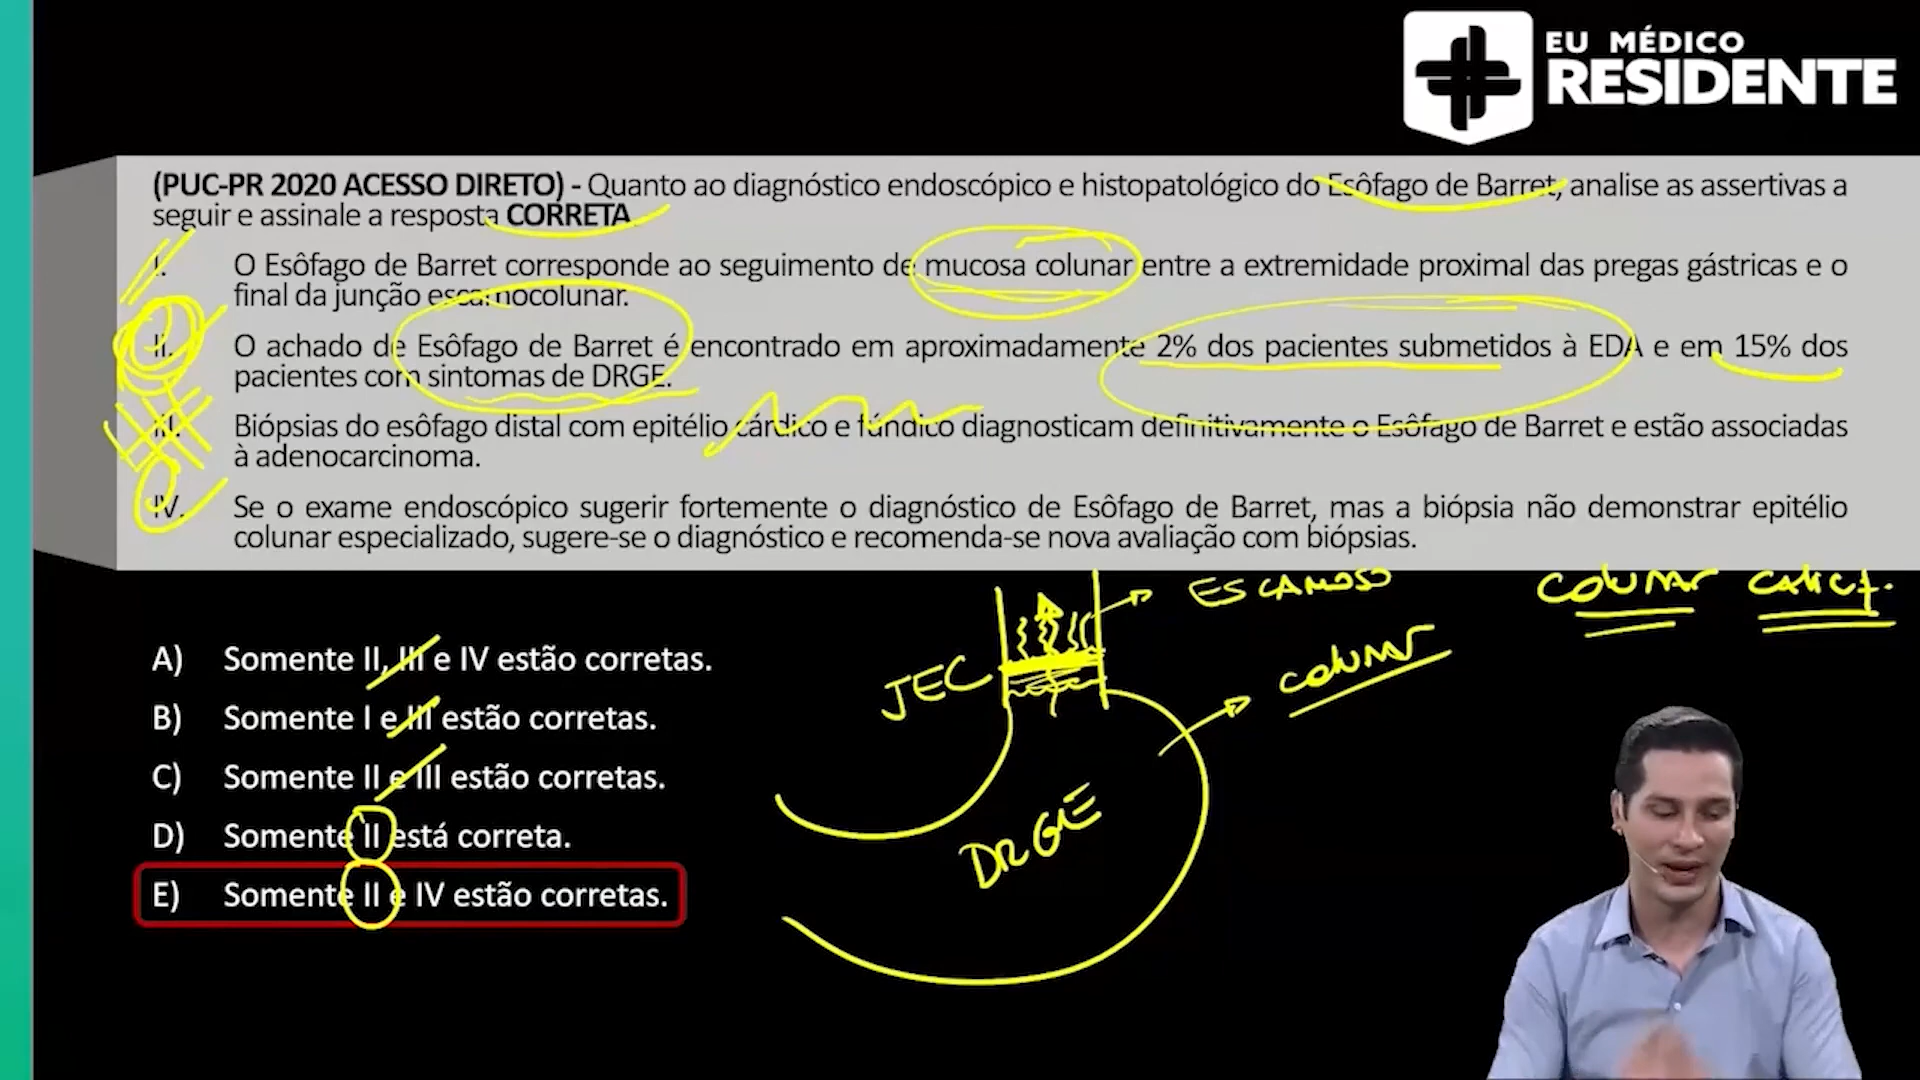 EU MÉDICO
RESIDENTE
(PUC-PR 2020 ACESSO DIRETO) - Quanto ao diagnóstico endoscópico e histopatológico do Esôfago de Barret, analise as assertivas a
seguir e assinale a resposta CORRETA
I. O Esôfago de Barret corresponde ao seguimento de mucosa colunar entre a extremidade proximal das pregas gástricas e o
final da junção escamocolunar.
II. O achado de Esôfago de Barret é encontrado em aproximadamente 2% dos pacientes submetidos à EDA e em 15% dos
pacientes com sintomas de DRGE.
III. Biópsias do esôfago distal com epitélio cárdico e fúndico diagnosticam definitivamente o Esôfago de Barret e estão associadas
à adenocarcinoma.
IV. Se o exame endoscópico sugerir fortemente o diagnóstico de Esôfago de Barret, mas a biópsia não demonstrar epitélio
colunar especializado, sugere-se o diagnóstico e recomenda-se nova avaliação com biópsias.
ESCAMOSO
COLUNAR CALICF.
JEC
COLUNAR
DRGE
A) Somente II, III e IV estão corretas.
B) Somente I e III estão corretas.
C) Somente II e III estão corretas.
D) Somente II está correta.
E) Somente II e IV estão corretas.